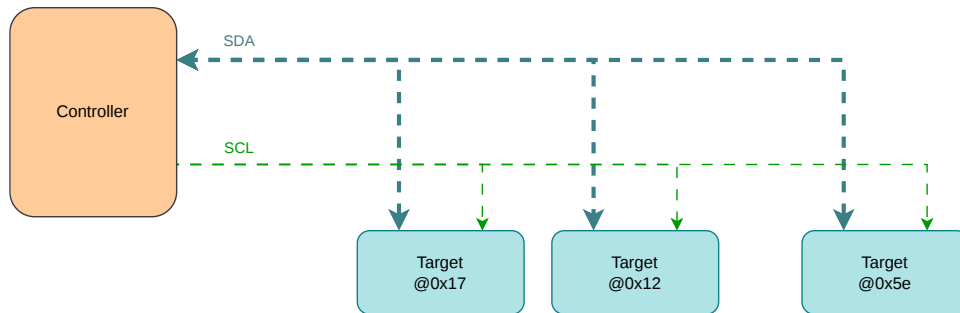 SDA
Controller
SCL
Target
@0x17
Target
@0x12
Target
@0x5e